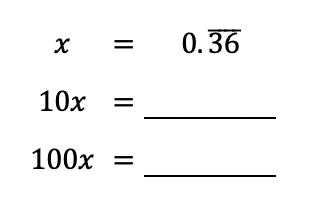 x = 0.3̅6̅
10x = ________
100x = ________